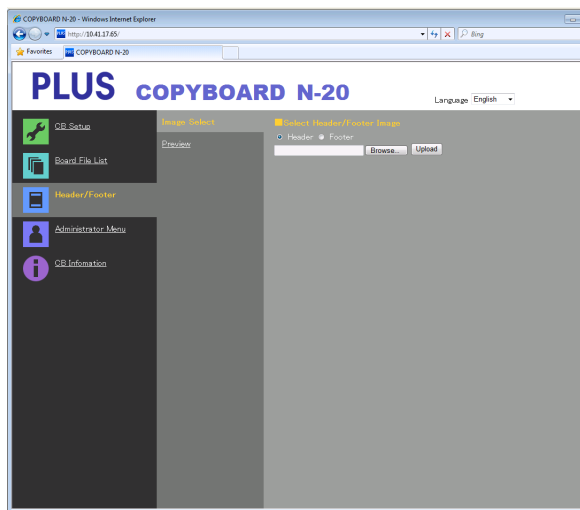 COPYBOARD N-20 - Windows Internet Explorer
PLUS http://10.41.17.65/
Bing
Favorites
PLUS COPYBOARD N-20
PLUS COPYBOARD N-20
Language English
CB Setup
Board File List
Header/Footer
Administrator Menu
CB Infomation
Image Select
Preview
Select Header/Footer Image
Header Footer
Browse... Upload